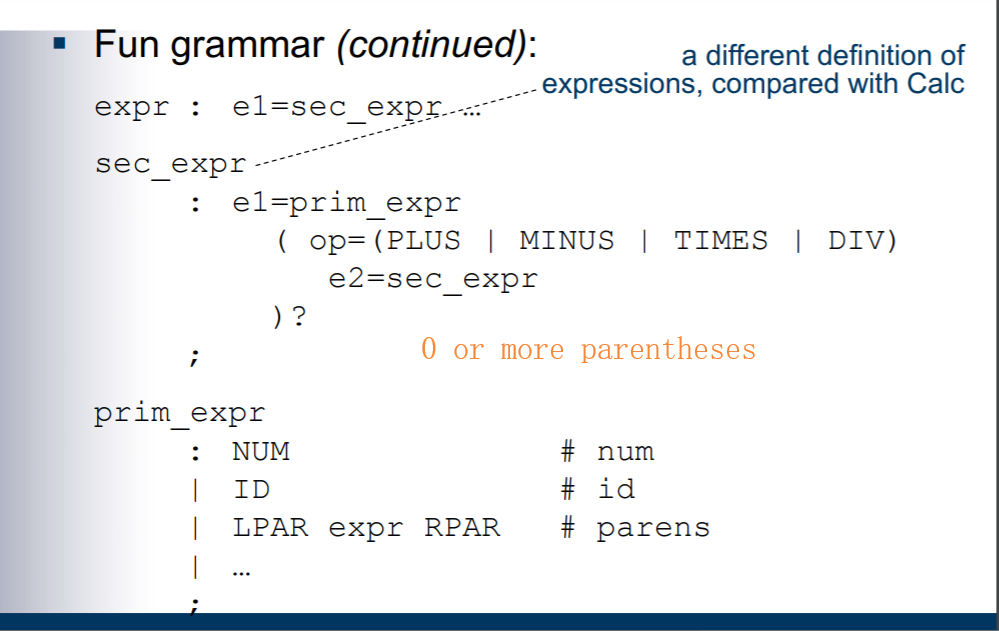 ▪ Fun grammar (continued):
a different definition of
expressions, compared with Calc
expr : e1=sec_expr …
sec_expr
: e1=prim_expr
( op=(PLUS | MINUS | TIMES | DIV)
e2=sec_expr
)?
;
0 or more parentheses
prim_expr
: NUM # num
| ID # id
| LPAR expr RPAR # parens
| …
;